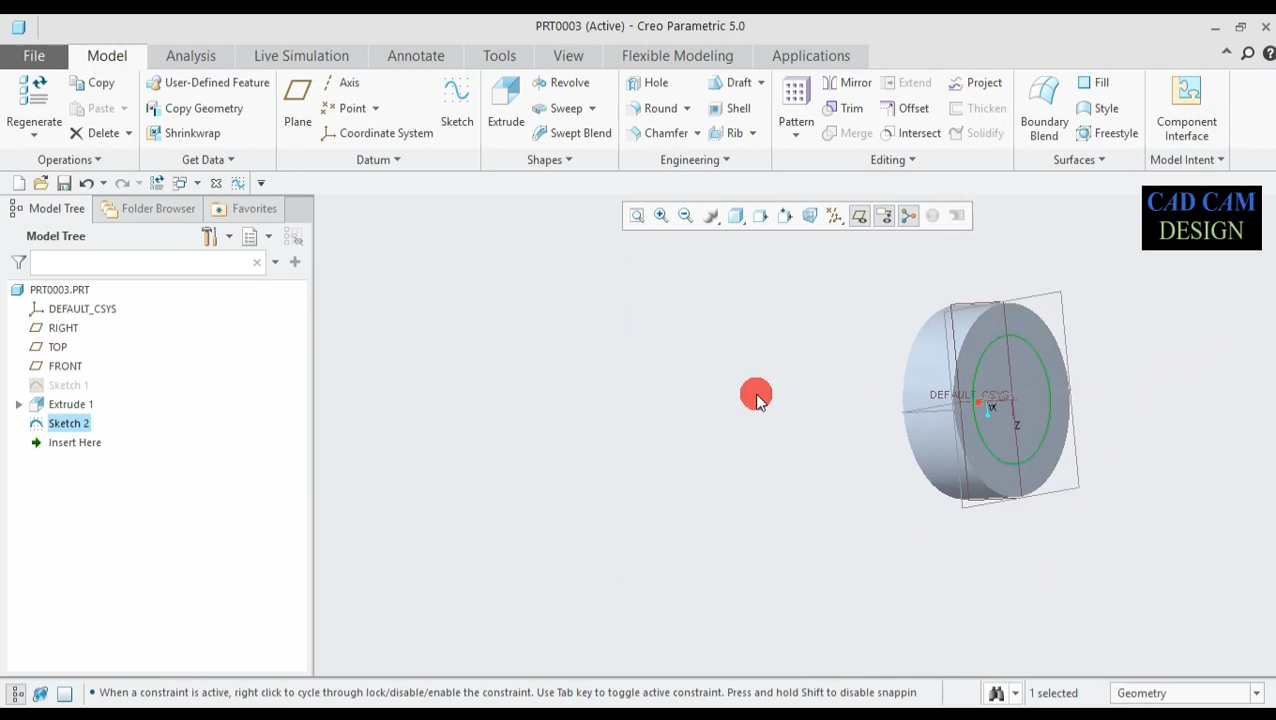 PRT0003 (Active) - Creo Parametric 5.0
File Model Analysis Live Simulation Annotate Tools View Flexible Modeling Applications
Regenerate
Copy
Paste
Delete
Operations
User-Defined Feature
Copy Geometry
Shrinkwrap
Get Data
Plane
Axis
Point
Coordinate System
Sketch
Datum
Extrude
Revolve
Sweep
Swept Blend
Shapes
Hole
Round
Chamfer
Draft
Shell
Rib
Engineering
Pattern
Mirror
Trim
Merge
Extend
Offset
Intersect
Project
Thicken
Solidify
Editing
Boundary
Blend
Fill
Style
Freestyle
Surfaces
Component
Interface
Model Intent
Model Tree Folder Browser Favorites
Model Tree
PRT0003.PRT
DEFAULT_CSYS
RIGHT
TOP
FRONT
Sketch 1
Extrude 1
Sketch 2
Insert Here
CAD CAM
DESIGN
DEFAULT_CSYS
X
Z
When a constraint is active, right click to cycle through lock/disable/enable the constraint. Use Tab key to toggle active constraint. Press and hold Shift to disable snappin
1 selected
Geometry